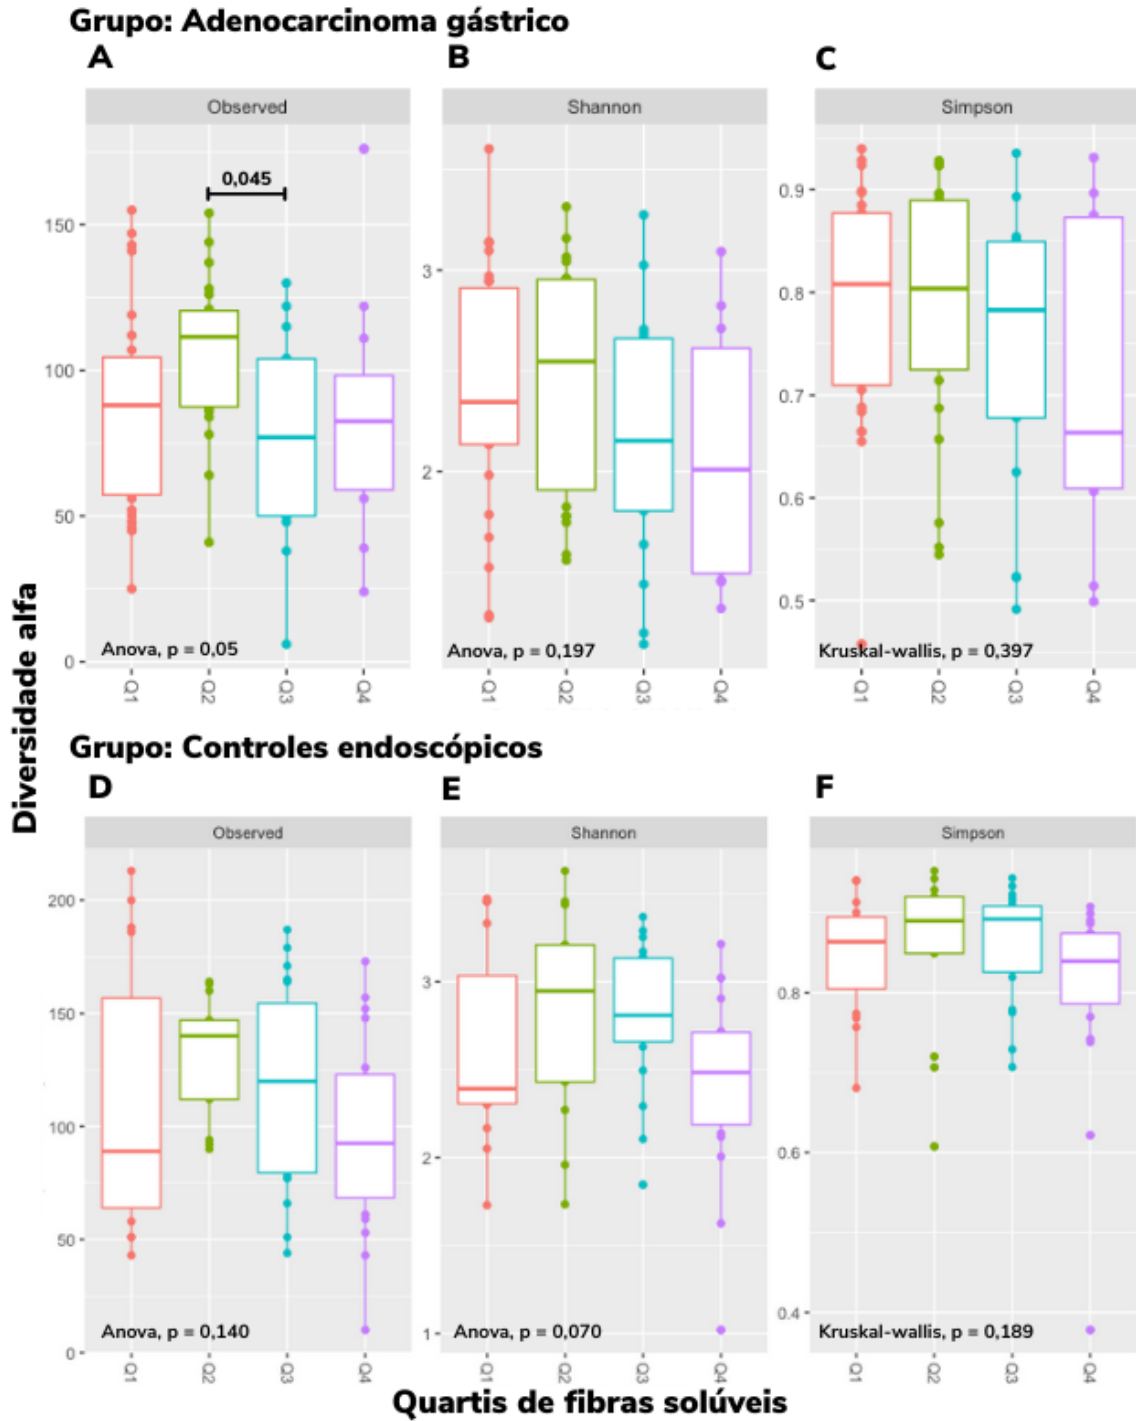 Grupo: Adenocarcinoma gástrico
A
B
C
Observed
Shannon
Simpson
0,045
150
100
50
0
3
2
0.9
0.8
0.7
0.6
0.5
Anova, p = 0,05
Anova, p = 0,197
Kruskal-wallis, p = 0,397
Q1 Q2 Q3 Q4
Q1 Q2 Q3 Q4
Q1 Q2 Q3 Q4
Diversidade alfa
Grupo: Controles endoscópicos
D
E
F
Observed
Shannon
Simpson
200
150
100
50
0
3
2
1
0.8
0.6
0.4
Anova, p = 0,140
Anova, p = 0,070
Kruskal-wallis, p = 0,189
Q1 Q2 Q3 Q4
Q1 Q2 Q3 Q4
Q1 Q2 Q3 Q4
Quartis de fibras solúveis